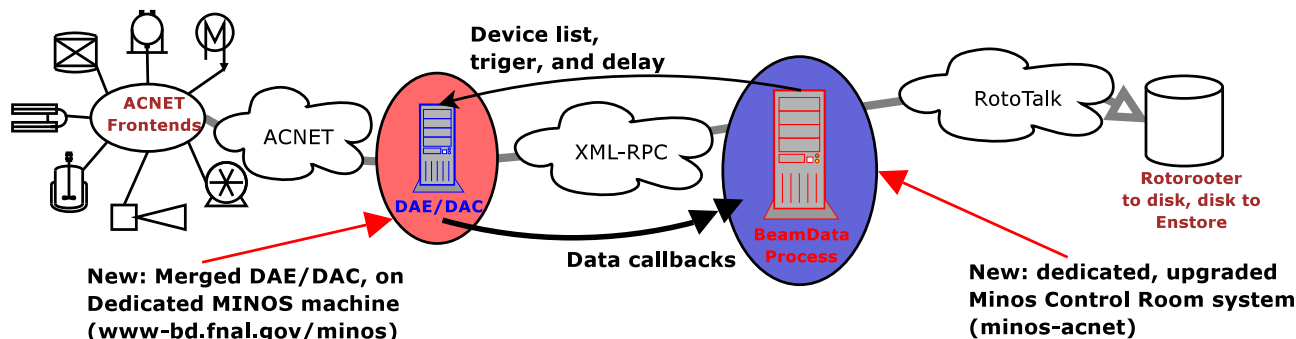 Device list,
triger, and delay
ACNET
Frontends
ACNET
DAE/DAC
XML-RPC
Data callbacks
BeamData
Process
RotoTalk
Rotorooter
to disk, disk to
Enstore
New: Merged DAE/DAC, on
Dedicated MINOS machine
(www-bd.fnal.gov/minos)
New: dedicated, upgraded
Minos Control Room system
(minos-acnet)
M